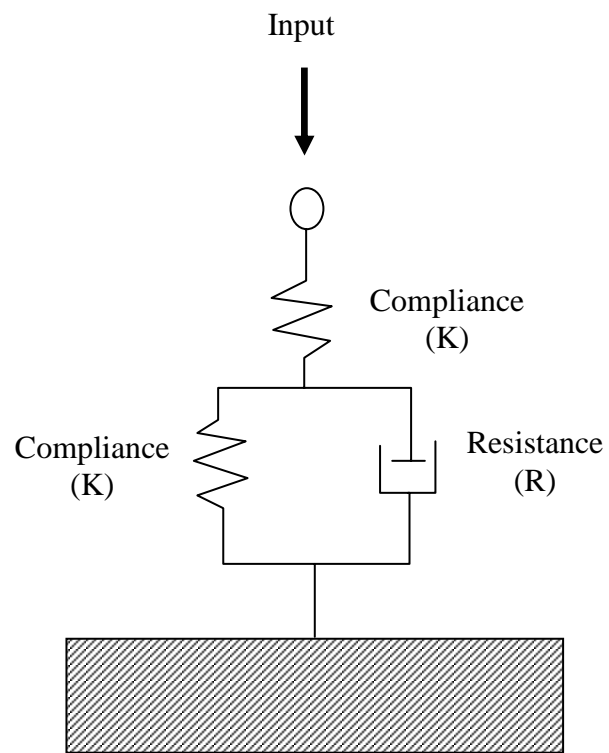 Input
Compliance
(K)
Compliance
(K)
Resistance
(R)